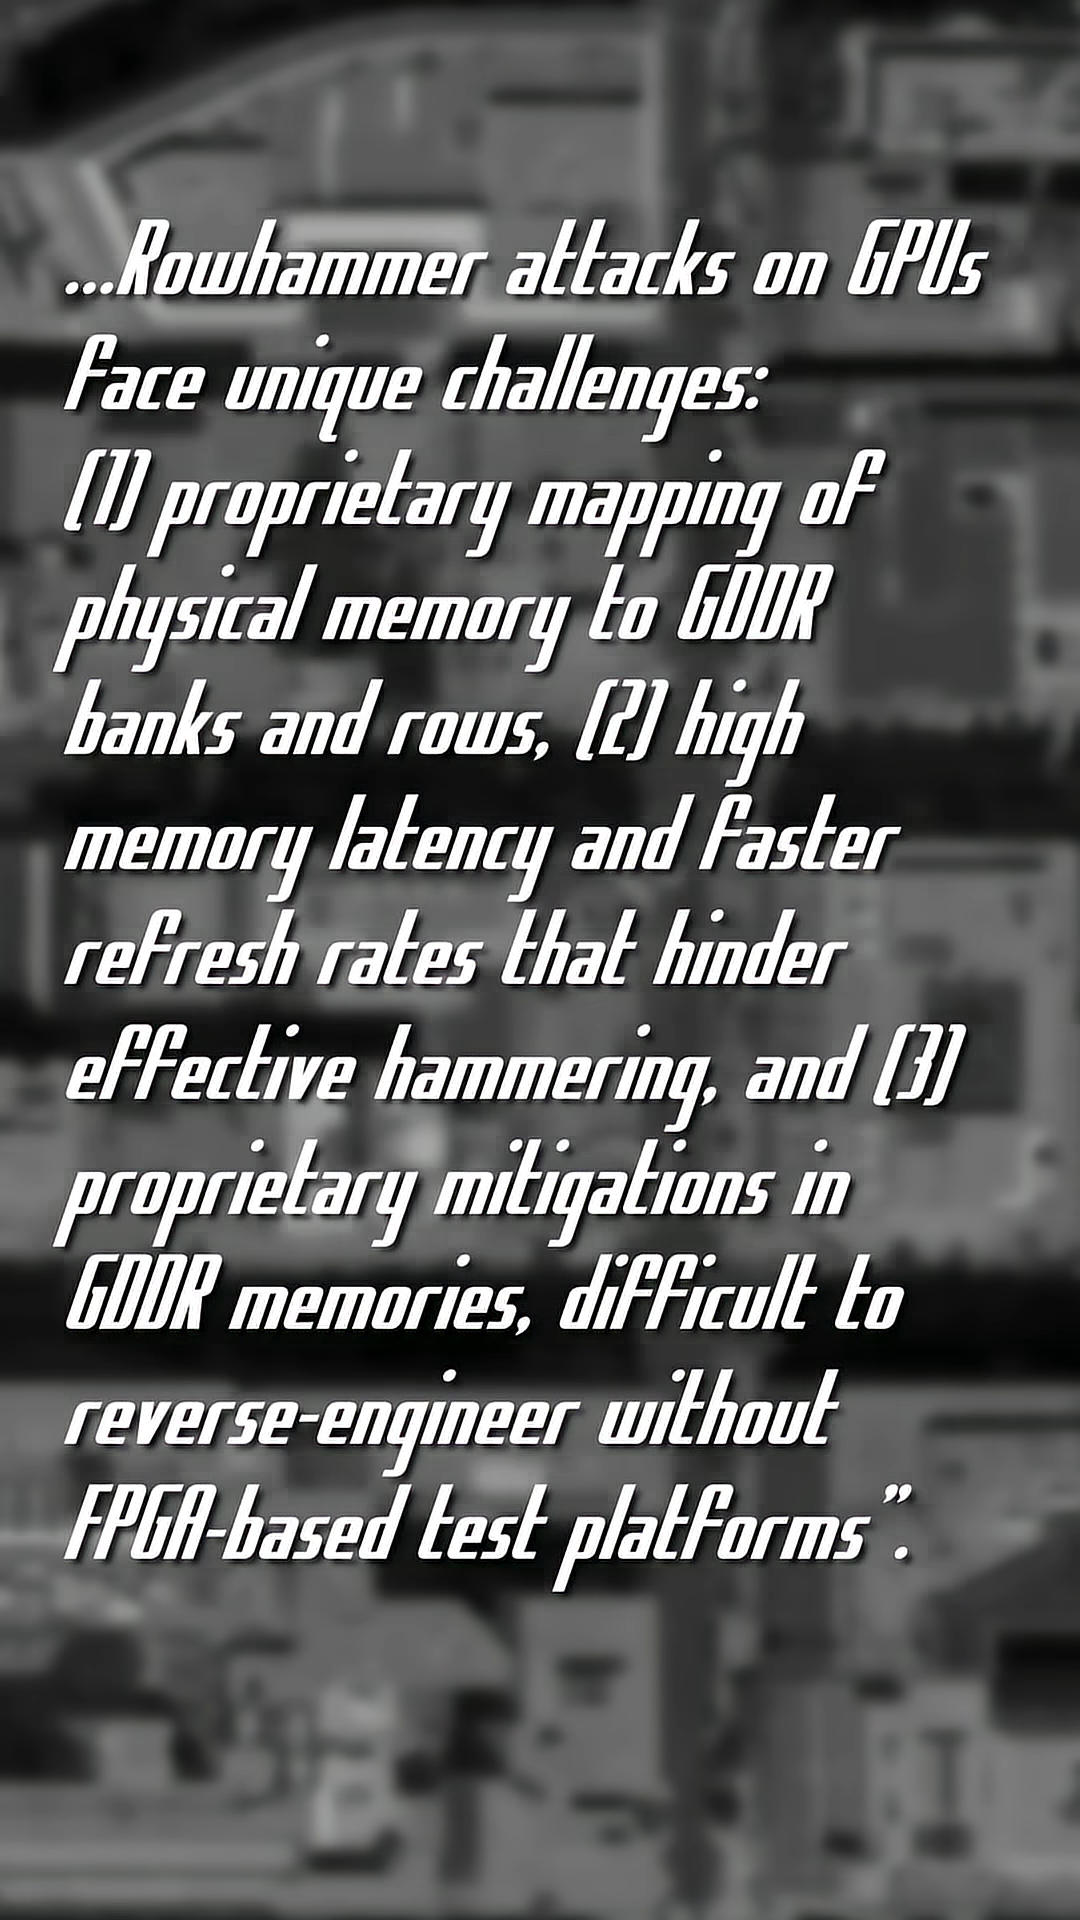 ...Rowhammer attacks on GPUs
face unique challenges:
(1) proprietary mapping of
physical memory to GDDR
banks and rows, (2) high
memory latency and faster
refresh rates that hinder
effective hammering, and (3)
proprietary mitigations in
GDDR memories, difficult to
reverse-engineer without
FPGA-based test platforms”.